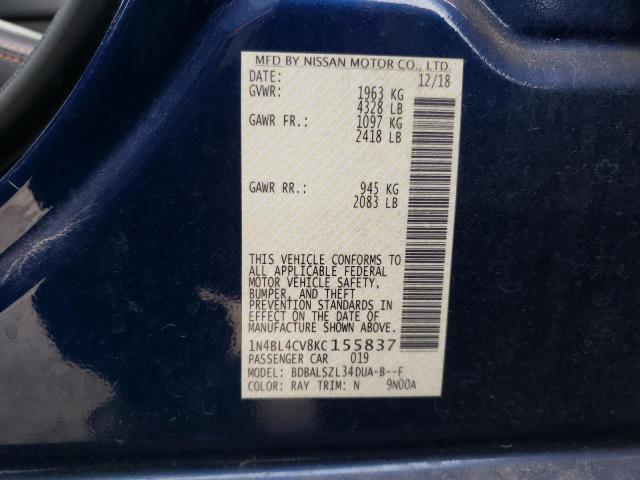 MFD BY NISSAN MOTOR CO., LTD.
DATE: 12/18
GVWR: 1963 KG
4328 LB
GAWR FR.: 1097 KG
2418 LB
GAWR RR.: 945 KG
2083 LB
THIS VEHICLE CONFORMS TO
ALL APPLICABLE FEDERAL
MOTOR VEHICLE SAFETY,
BUMPER, AND THEFT
PREVENTION STANDARDS IN
EFFECT ON THE DATE OF
MANUFACTURE SHOWN ABOVE.
1N4BL4CV8KC155837
PASSENGER CAR 019
MODEL: BDBALSZL34DUA-B--F
COLOR: RAY TRIM: N 9N00A